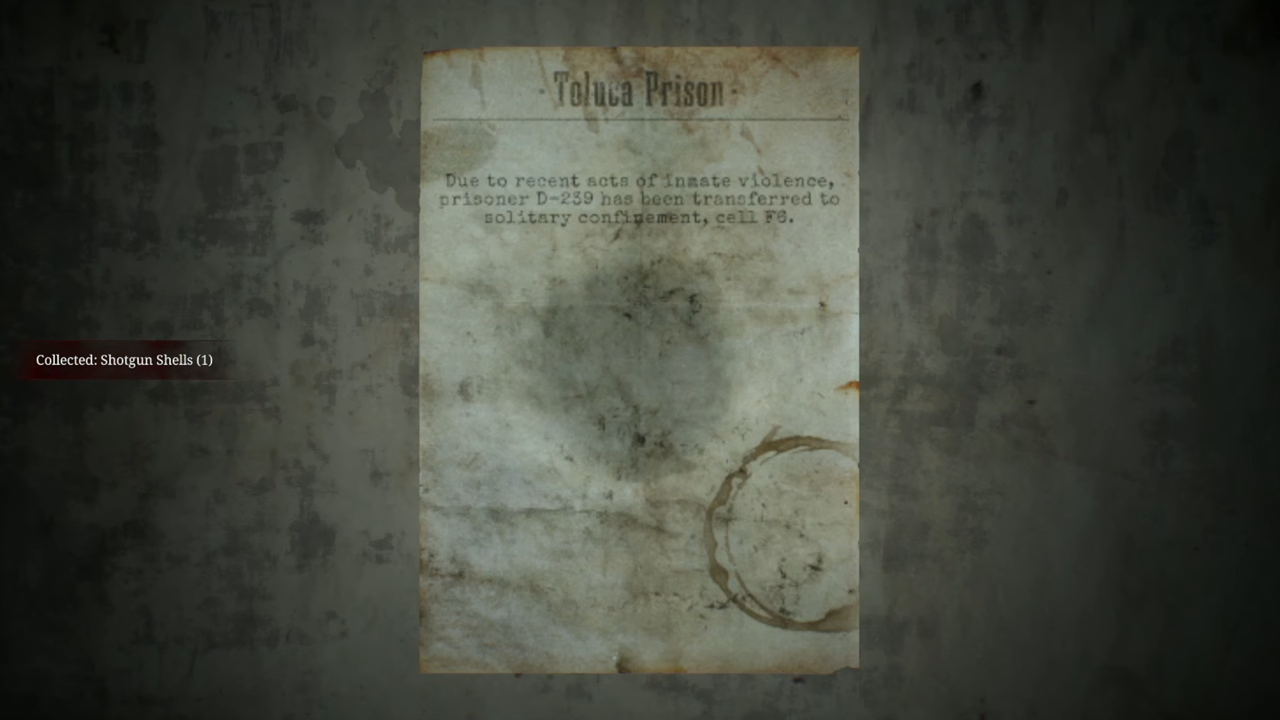 · Toluca Prison ·
Due to recent acts of inmate violence,
prisoner D-239 has been transferred to
solitary confinement, cell F6.
Collected: Shotgun Shells (1)